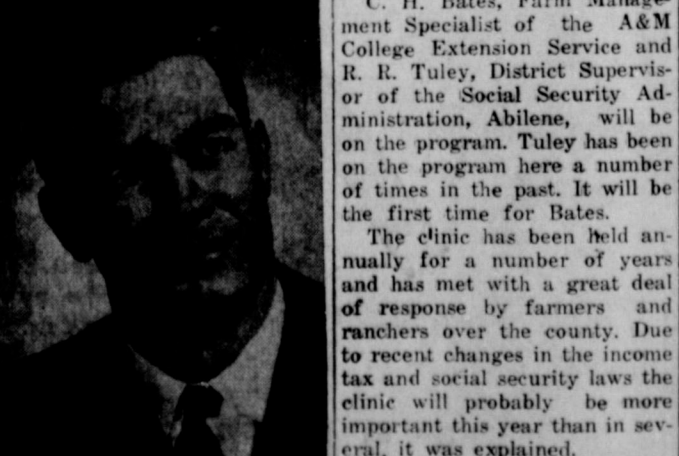 C. H. Bates, Farm Manage-
ment Specialist of the A&M
College Extension Service and
R. R. Tuley, District Supervis-
or of the Social Security Ad-
ministration, Abilene, will be
on the program. Tuley has been
on the program here a number
of times in the past. It will be
the first time for Bates.
The clinic has been held an-
nually for a number of years
and has met with a great deal
of response by farmers and
ranchers over the county. Due
to recent changes in the income
tax and social security laws the
clinic will probably be more
important this year than in sev-
eral, it was explained.